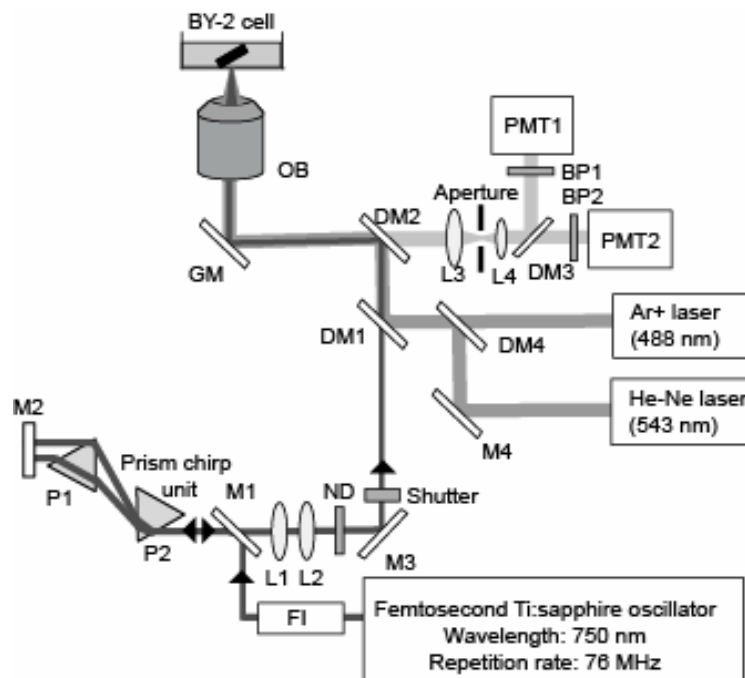 BY-2 cell
PMT1
OB
BP1
Aperture
BP2
DM2
PMT2
GM
L3
L4
DM3
Ar+ laser
(488 nm)
DM1
DM4
He-Ne laser
(543 nm)
M2
M4
Prism chirp
unit
P1
M1
ND
Shutter
P2
L1
L2
M3
FI
Femtosecond Ti:sapphire oscillator
Wavelength: 750 nm
Repetition rate: 76 MHz